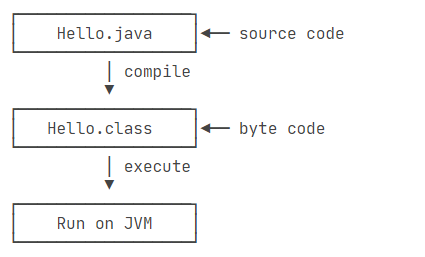 Hello.java source code
compile
Hello.class byte code
execute
Run on JVM